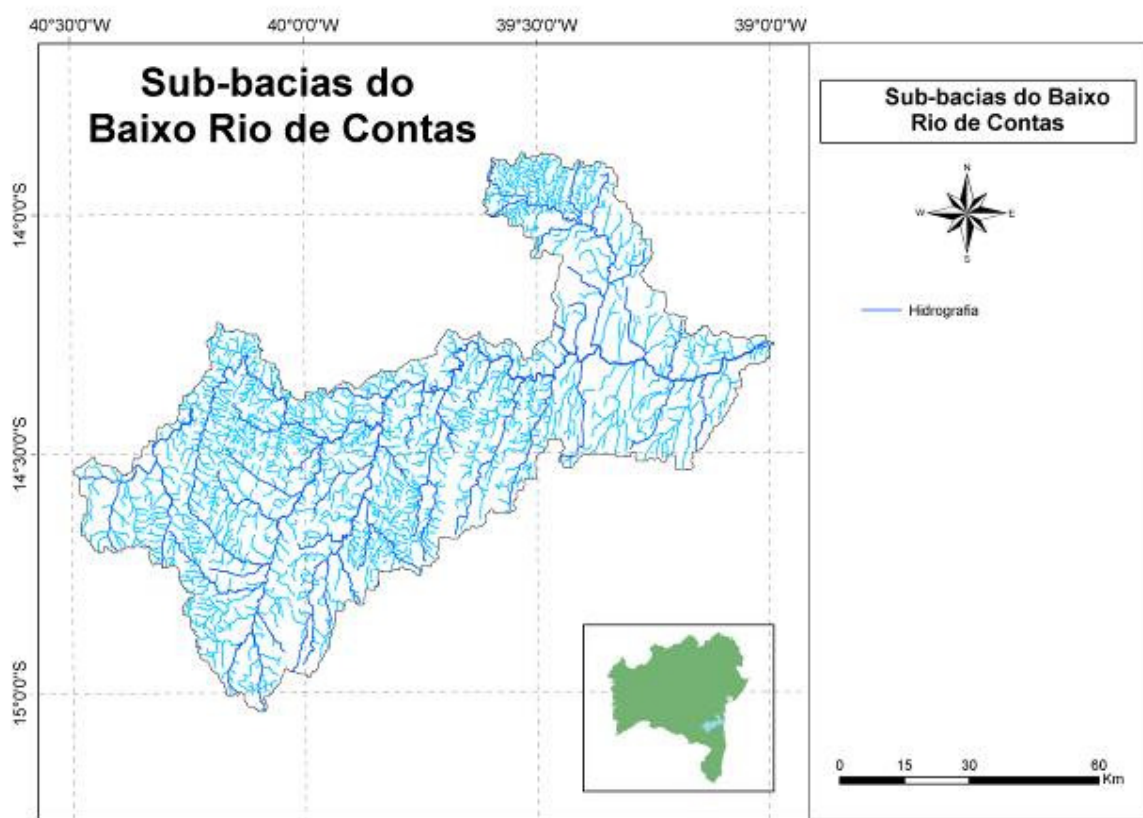 40°30'0"W 40°0'0"W 39°30'0"W 39°0'0"W
Sub-bacias do
Baixo Rio de Contas
14°0'0"S
14°30'0"S
15°0'0"S
Sub-bacias do Baixo
Rio de Contas
N
W E
S
Hidrografia
0 15 30 60
Km